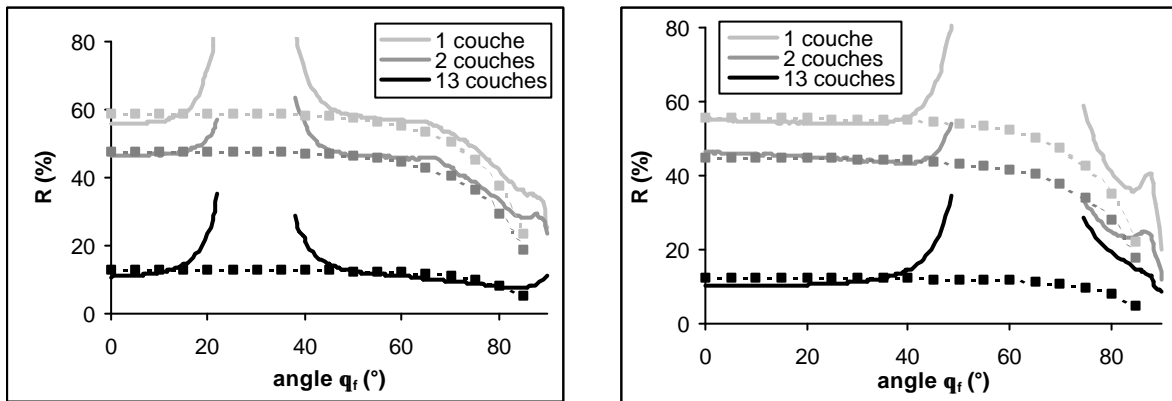 80
60
40
20
0
R (%)
1 couche
2 couches
13 couches
0 20 40 60 80
angle qf (°)
80
60
40
20
0
R (%)
1 couche
2 couches
13 couches
0 20 40 60 80
angle qf (°)